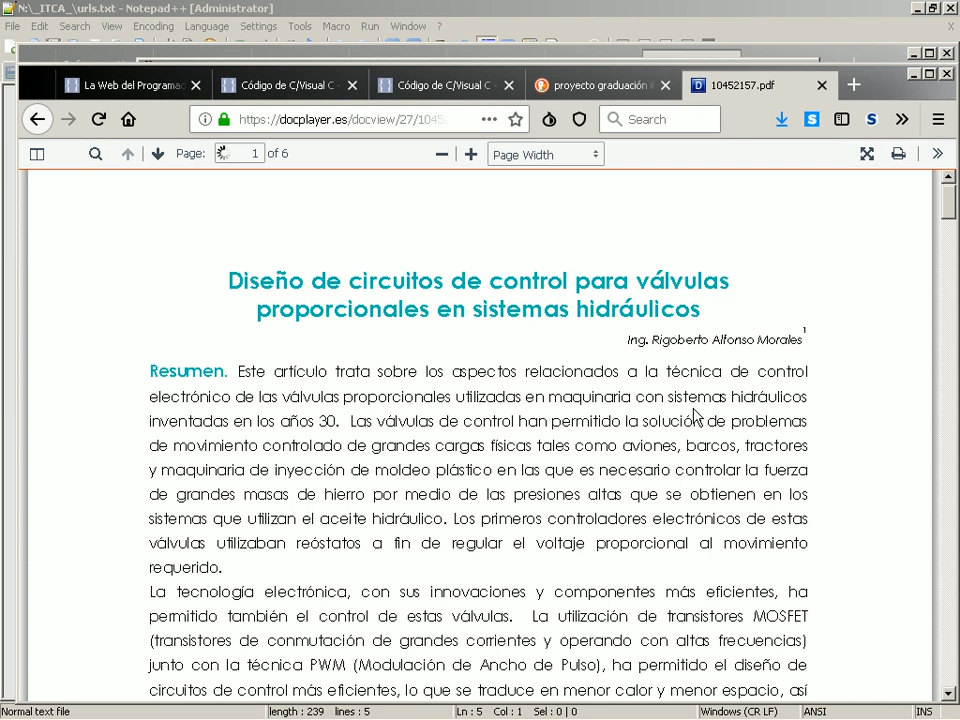 N:\_ITCA_\urls.txt - Notepad++ [Administrator]
File Edit Search View Encoding Language Settings Tools Macro Run Window ?
La Web del Programad
Código de C/Visual C -
Código de C/Visual C -
proyecto graduación i
10452157.pdf
https://docplayer.es/docview/27/1045
Search
Page: 1 of 6
Page Width
Diseño de circuitos de control para válvulas
proporcionales en sistemas hidráulicos
Ing. Rigoberto Alfonso Morales1
Resumen. Este artículo trata sobre los aspectos relacionados a la técnica de control
electrónico de las válvulas proporcionales utilizadas en maquinaria con sistemas hidráulicos
inventadas en los años 30. Las válvulas de control han permitido la solución de problemas
de movimiento controlado de grandes cargas físicas tales como aviones, barcos, tractores
y maquinaria de inyección de moldeo plástico en las que es necesario controlar la fuerza
de grandes masas de hierro por medio de las presiones altas que se obtienen en los
sistemas que utilizan el aceite hidráulico. Los primeros controladores electrónicos de estas
válvulas utilizaban reóstatos a fin de regular el voltaje proporcional al movimiento
requerido.
La tecnología electrónica, con sus innovaciones y componentes más eficientes, ha
permitido también el control de estas válvulas. La utilización de transistores MOSFET
(transistores de conmutación de grandes corrientes y operando con altas frecuencias)
junto con la técnica PWM (Modulación de Ancho de Pulso), ha permitido el diseño de
circuitos de control más eficientes, lo que se traduce en menor calor y menor espacio, así
Normal text file length : 239 lines : 5 Ln : 5 Col : 1 Sel : 0 | 0 Windows (CR LF) ANSI INS